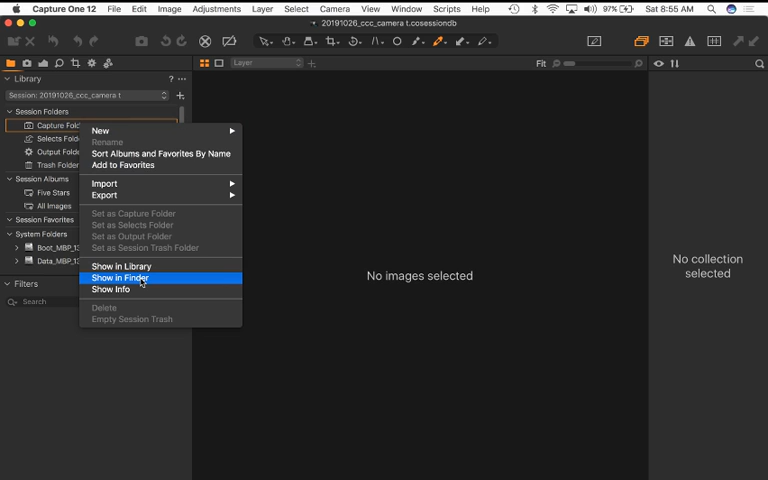 Capture One 12 File Edit Image Adjustments Layer Select Camera View Window Scripts Help 97% Sat 8:55 AM
20191026_ccc_camera t.cosessiondb
Layer
Fit
Library ? ...
Session: 20191026_ccc_camera t
Session Folders
Capture Fold
Selects Folde
Output Folde
Trash Folder
Session Albums
Five Stars
All Images
Session Favorites
System Folders
Boot_MBP_13
Data_MBP_13
Filters
Search
New
Rename
Sort Albums and Favorites By Name
Add to Favorites
Import
Export
Set as Capture Folder
Set as Selects Folder
Set as Output Folder
Set as Session Trash Folder
Show in Library
Show in Finder
Show Info
Delete
Empty Session Trash
No images selected
No collection
selected